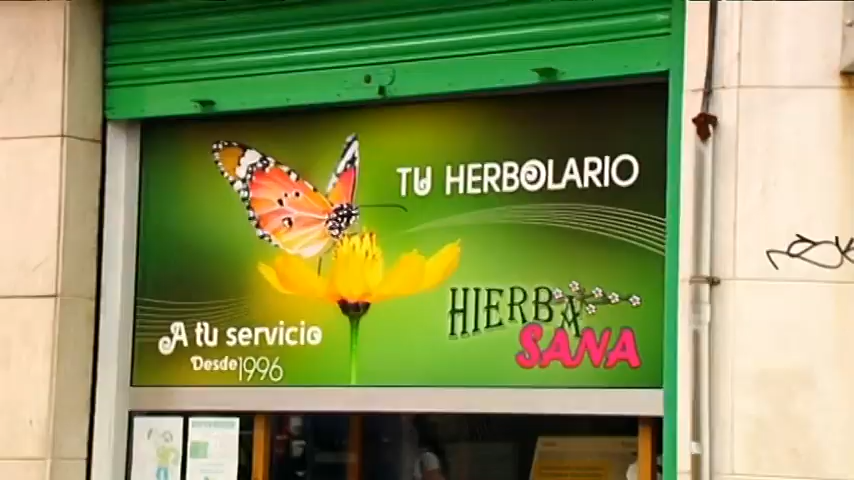 TU HERBOLARIO
HIERBA
SANA
A tu servicio
Desde 1996